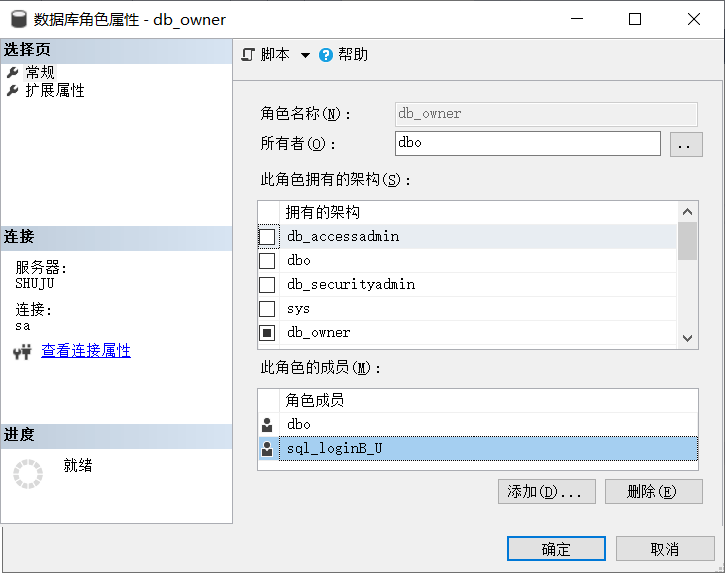 数据库角色属性 - db_owner
选择页
常规
扩展属性
脚本
帮助
角色名称(N):
db_owner
所有者(O):
dbo
..
此角色拥有的架构(S):
拥有的架构
db_accessadmin
dbo
db_securityadmin
sys
db_owner
此角色的成员(M):
角色成员
dbo
sql_loginB_U
添加(D)...
删除(E)
连接
服务器:
SHUJU
连接:
sa
查看连接属性
进度
就绪
确定
取消